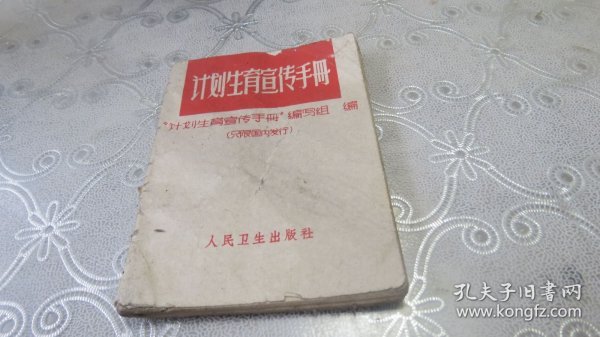 计划生育宣传手册
“计划生育宣传手册”编写组 编
（只限国内发行）
人民卫生出版社
孔夫子旧書网
www.kongfz.com